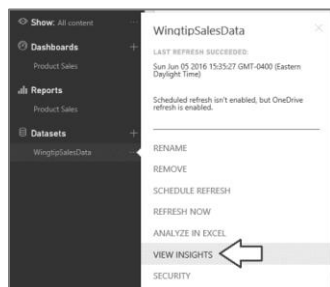 Show: All content
Dashboards
Product Sales
Reports
Product Sales
Datasets
WingtipSalesData
WingtipSalesData
LAST REFRESH SUCCEEDED:
Sun Jun 05 2016 15:35:27 GMT-0400 (Eastern
Daylight Time)
Scheduled refresh isn't enabled, but OneDrive
refresh is enabled.
RENAME
REMOVE
SCHEDULE REFRESH
REFRESH NOW
ANALYZE IN EXCEL
VIEW INSIGHTS
SECURITY